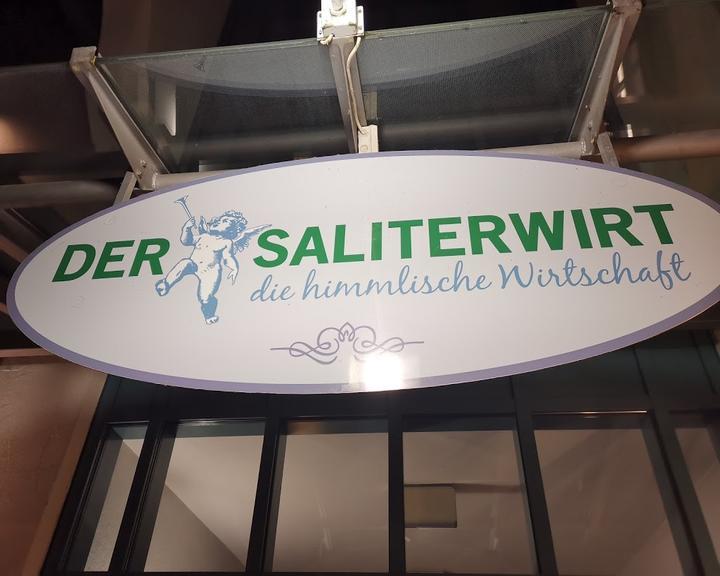 DER SALITERWIRT
die himmlische Wirtschaft